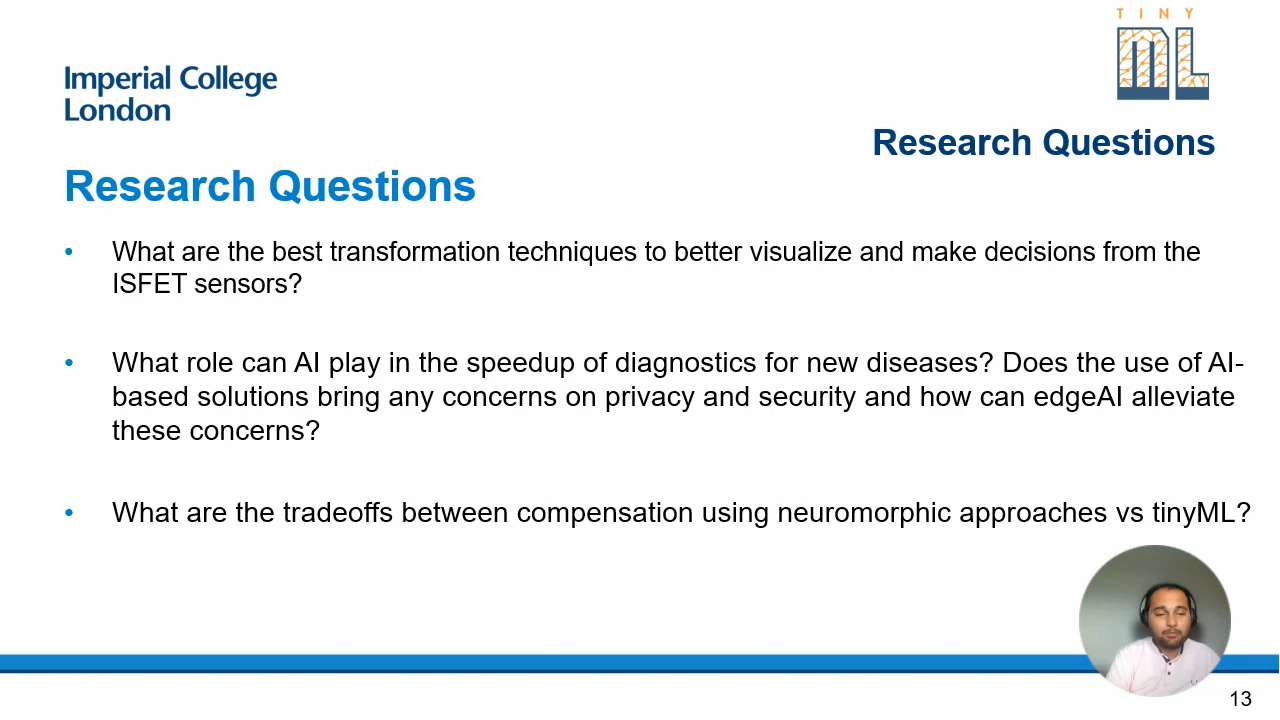 TINY
ML
Imperial College
London
Research Questions
Research Questions
• What are the best transformation techniques to better visualize and make decisions from the
ISFET sensors?
• What role can AI play in the speedup of diagnostics for new diseases? Does the use of AI-
based solutions bring any concerns on privacy and security and how can edgeAI alleviate
these concerns?
• What are the tradeoffs between compensation using neuromorphic approaches vs tinyML?
13